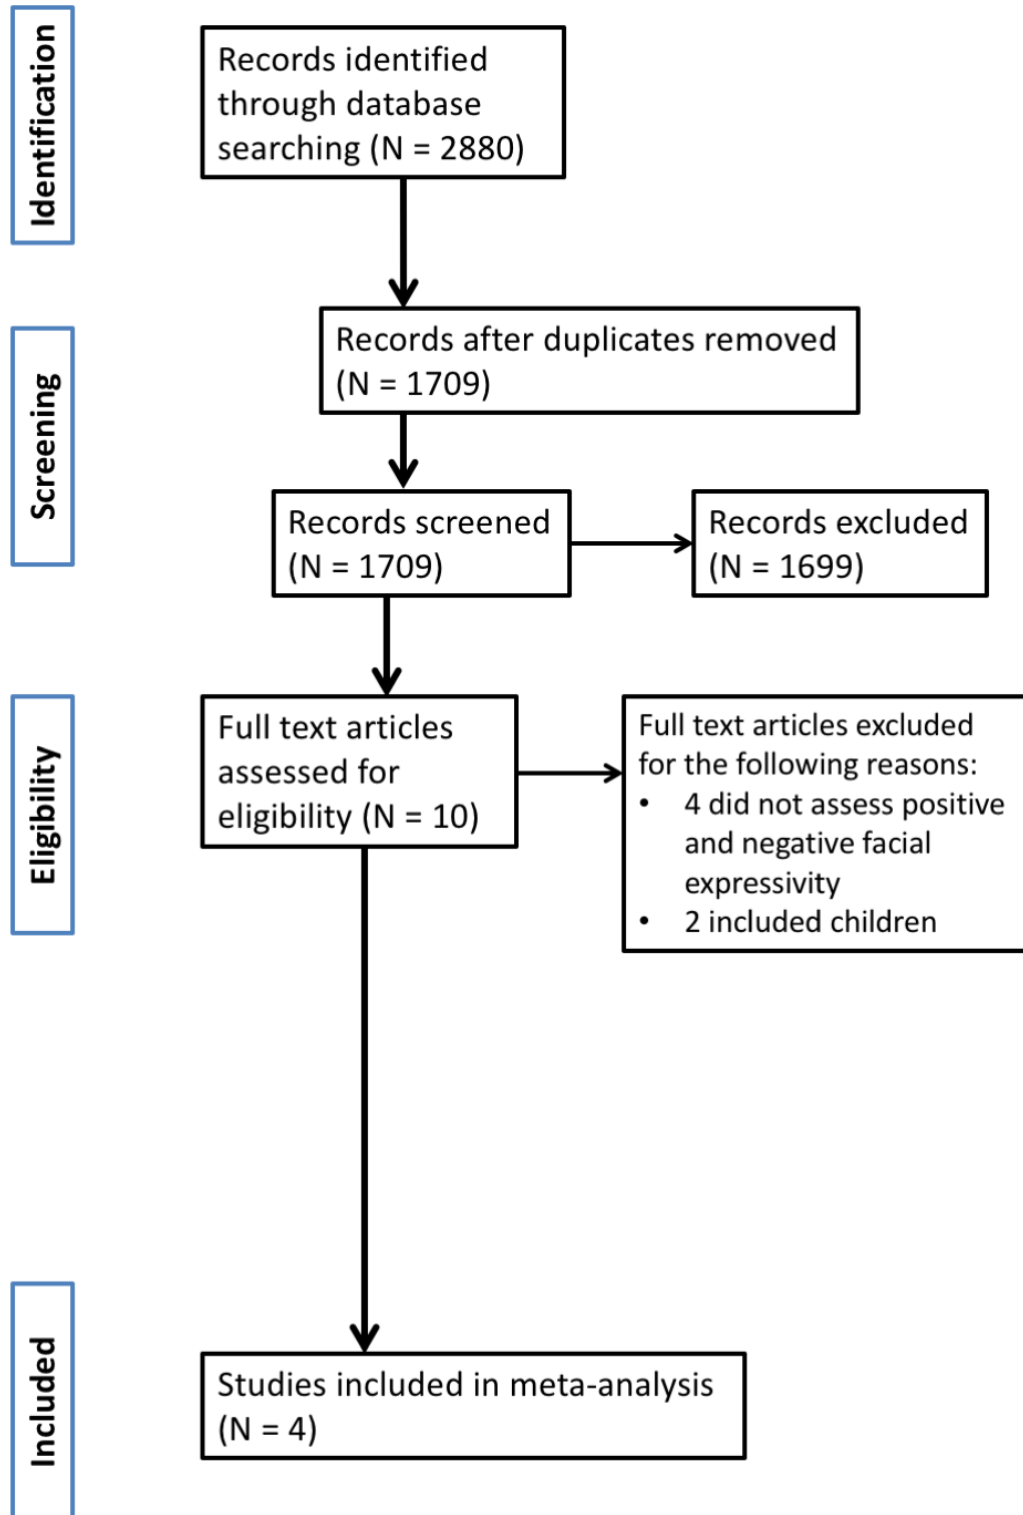 Identification
Records identified
through database
searching (N = 2880)
Screening
Records after duplicates removed
(N = 1709)
Records screened
(N = 1709)
Records excluded
(N = 1699)
Eligibility
Full text articles
assessed for
eligibility (N = 10)
Full text articles excluded
for the following reasons:
• 4 did not assess positive
and negative facial
expressivity
• 2 included children
Included
Studies included in meta-analysis
(N = 4)